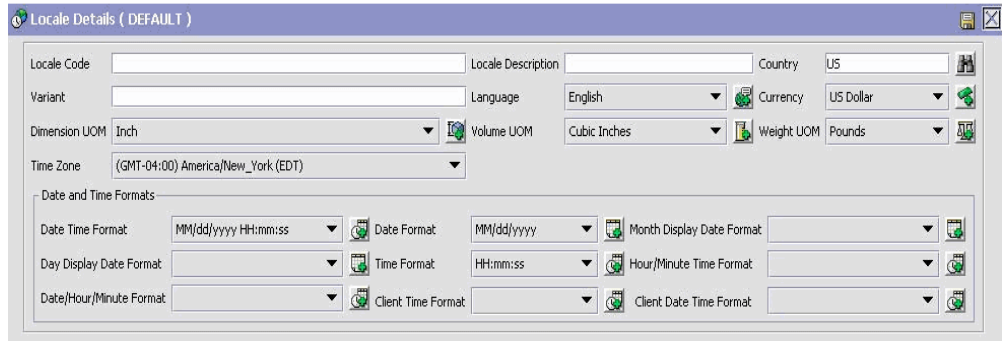 Locale Details ( DEFAULT )
Locale Code Locale Description Country US
Variant Language English Currency US Dollar
Dimension UOM Inch Volume UOM Cubic Inches Weight UOM Pounds
Time Zone (GMT-04:00) America/New_York (EDT)
Date and Time Formats
Date Time Format MM/dd/yyyy HH:mm:ss Date Format MM/dd/yyyy Month Display Date Format
Day Display Date Format Time Format HH:mm:ss Hour/Minute Time Format
Date/Hour/Minute Format Client Time Format Client Date Time Format